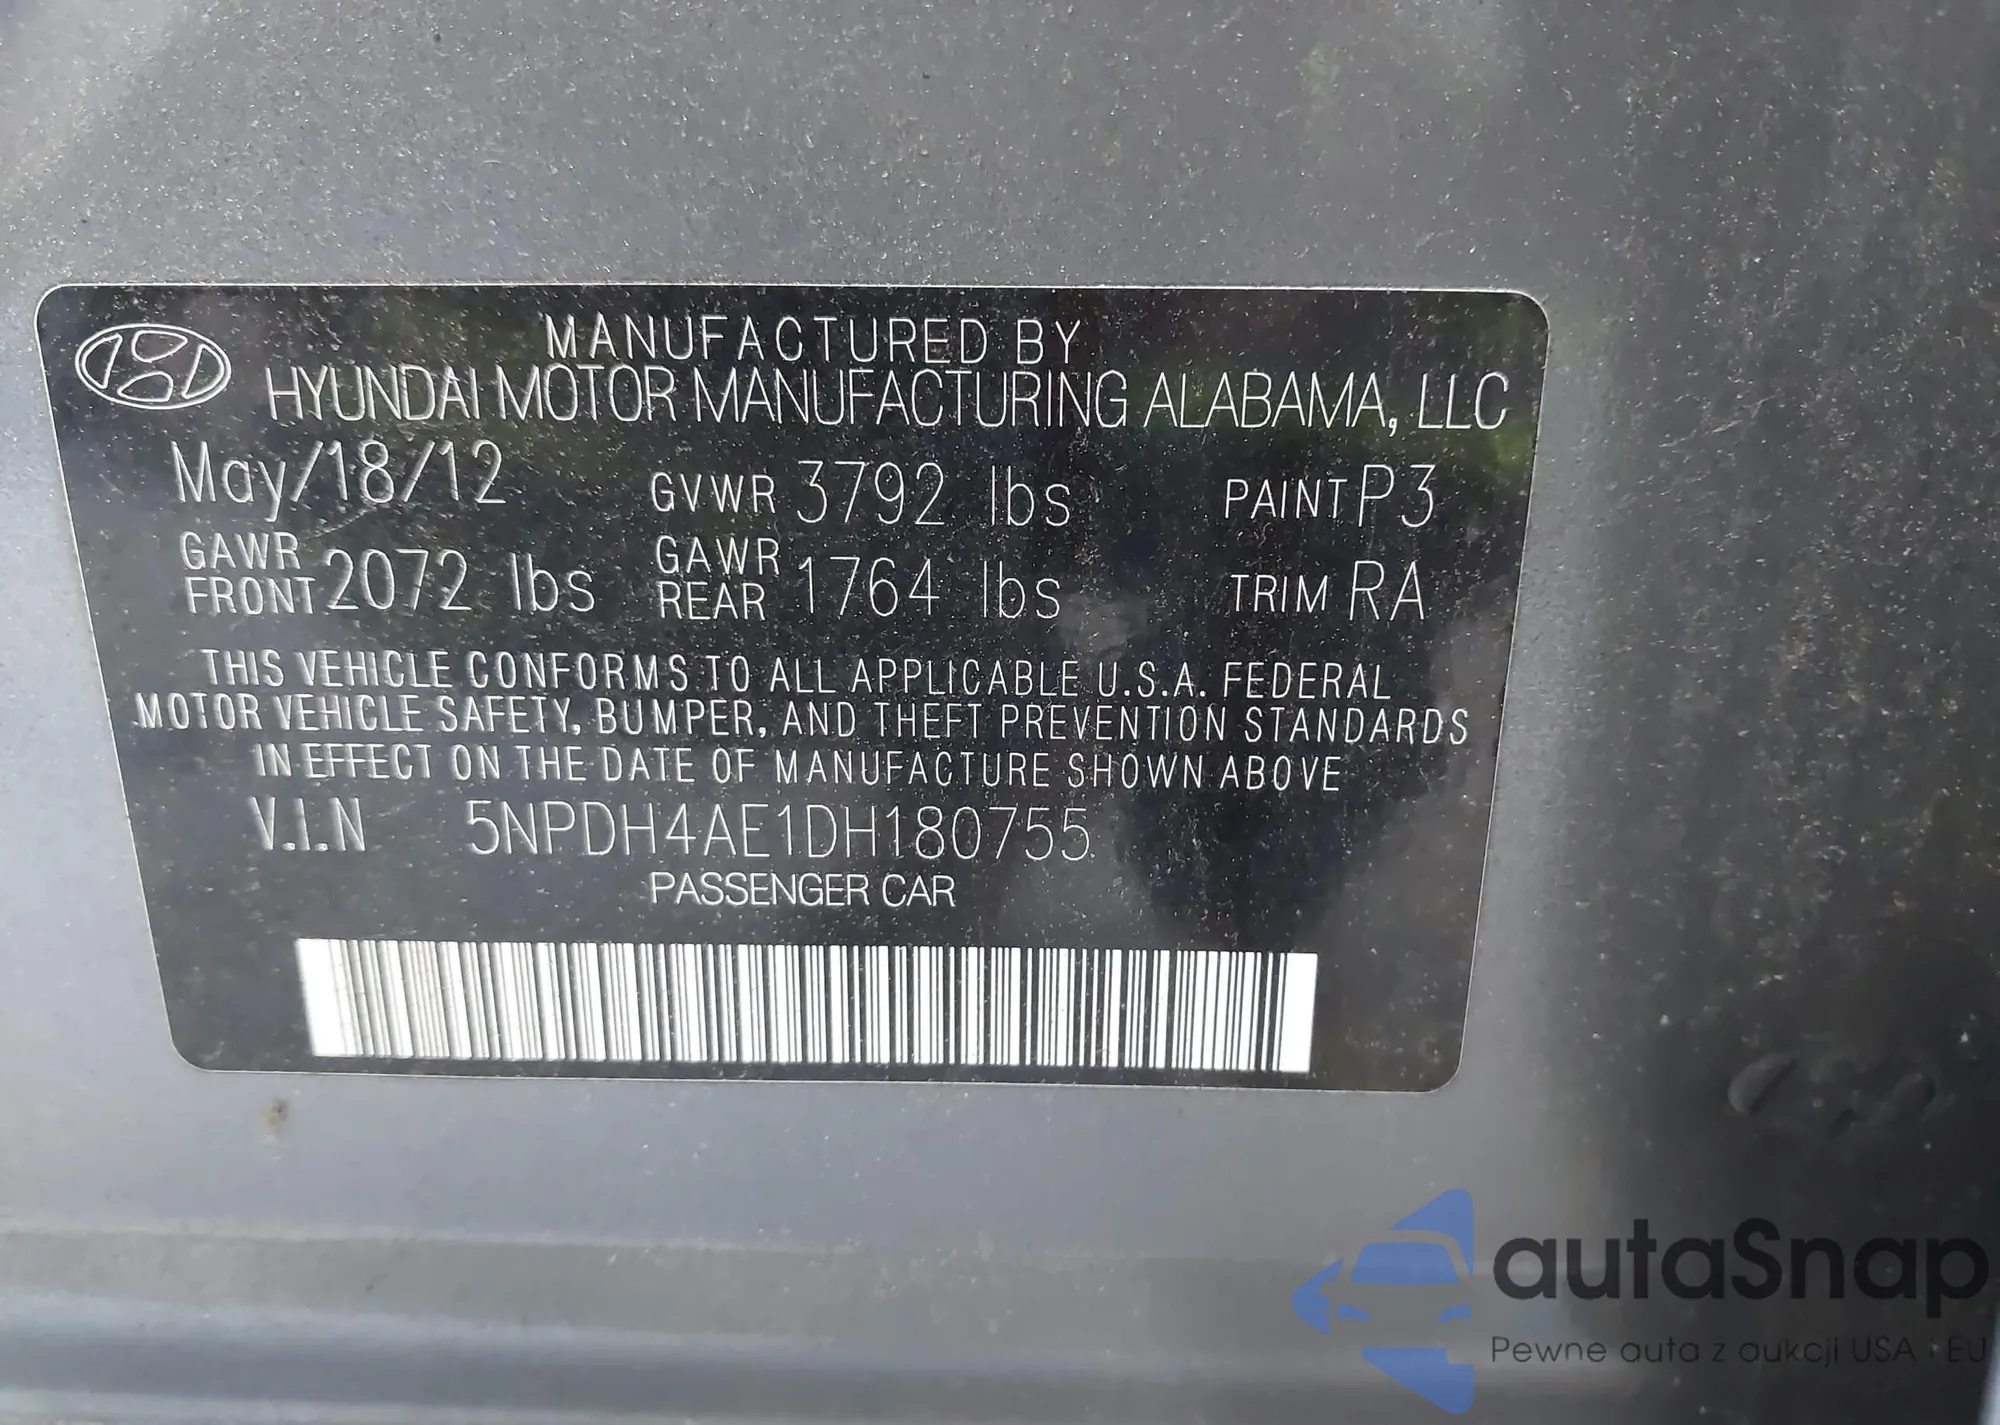 MANUFACTURED BY
HYUNDAI MOTOR MANUFACTURING ALABAMA, LLC
May/18/12 GVWR 3792 lbs PAINT P3
GAWR FRONT 2072 lbs GAWR REAR 1764 lbs TRIM RA
THIS VEHICLE CONFORMS TO ALL APPLICABLE U.S.A. FEDERAL
MOTOR VEHICLE SAFETY, BUMPER, AND THEFT PREVENTION STANDARDS
IN EFFECT ON THE DATE OF MANUFACTURE SHOWN ABOVE
V.I.N 5NPDH4AE1DH180755
PASSENGER CAR
autaSnap
Pewne auta z aukcji USA i EU